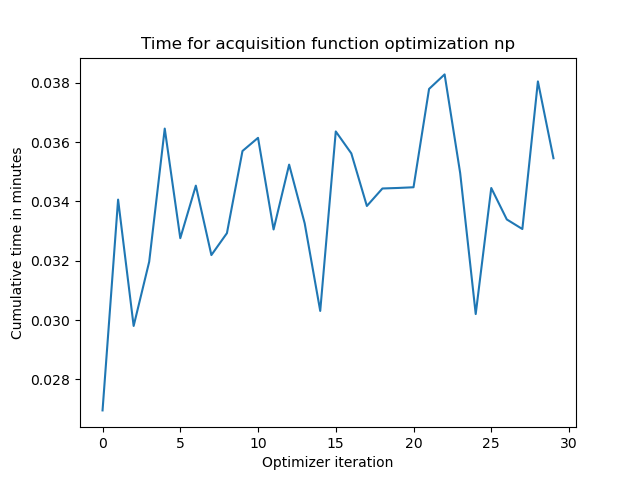 Time for acquisition function optimization np
Cumulative time in minutes
0.038
0.036
0.034
0.032
0.030
0.028
0 5 10 15 20 25 30
Optimizer iteration